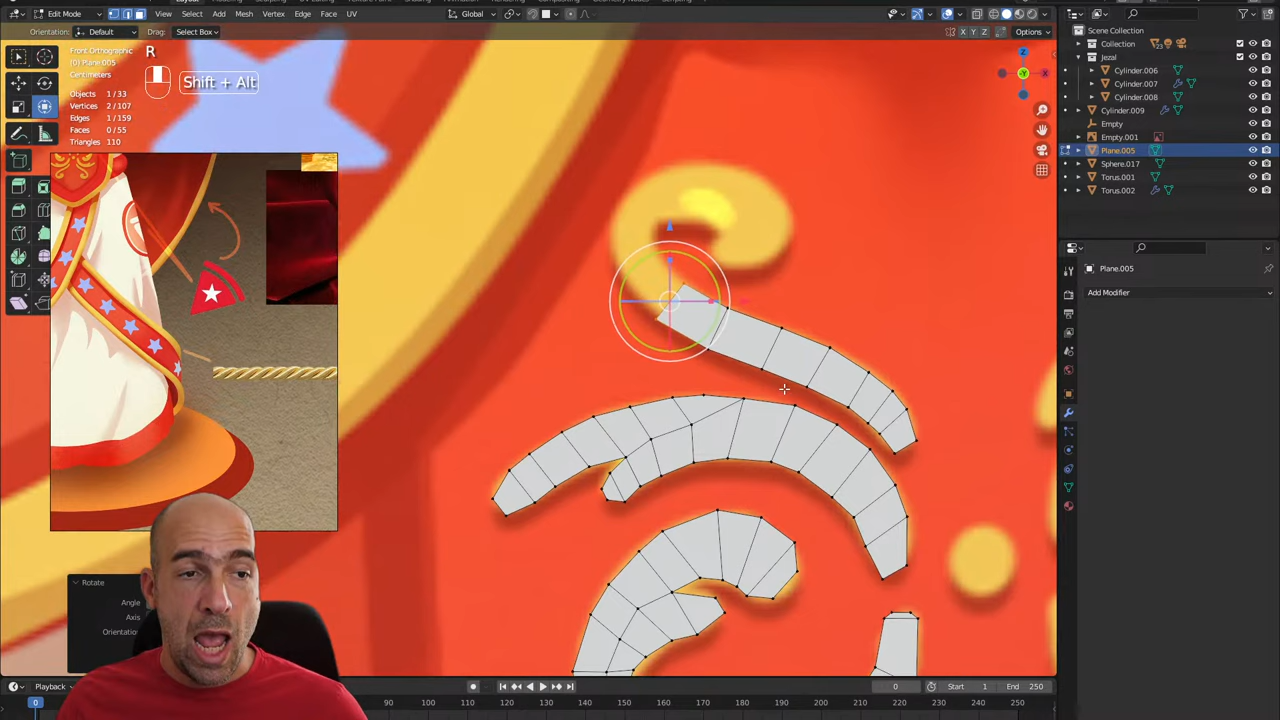 Layout
Edit Mode
View Select Add Mesh Vertex Edge Face UV
Global
Orientation: Default Drag: Select Box
X Y Z Options
Front Orthographic
(0) Plane.005
Centimeters
R
Shift + Alt
Objects 1/33
Vertices 2/107
Edges 1/159
Faces 0/55
Triangles 110
Z
X
Y
Scene Collection
Collection 23
Jezal
Cylinder.006
Cylinder.007
Cylinder.008
Cylinder.009
Empty
Empty.001
Plane.005
Sphere.017
Torus.001
Torus.002
Plane.005
Add Modifier
Rotate
Angle
Axis
Orientation
Playback
0
Start 1
End 250
0
90 100 110 120 130 140 150 160 170 180 190 200 210 220 230 240 250